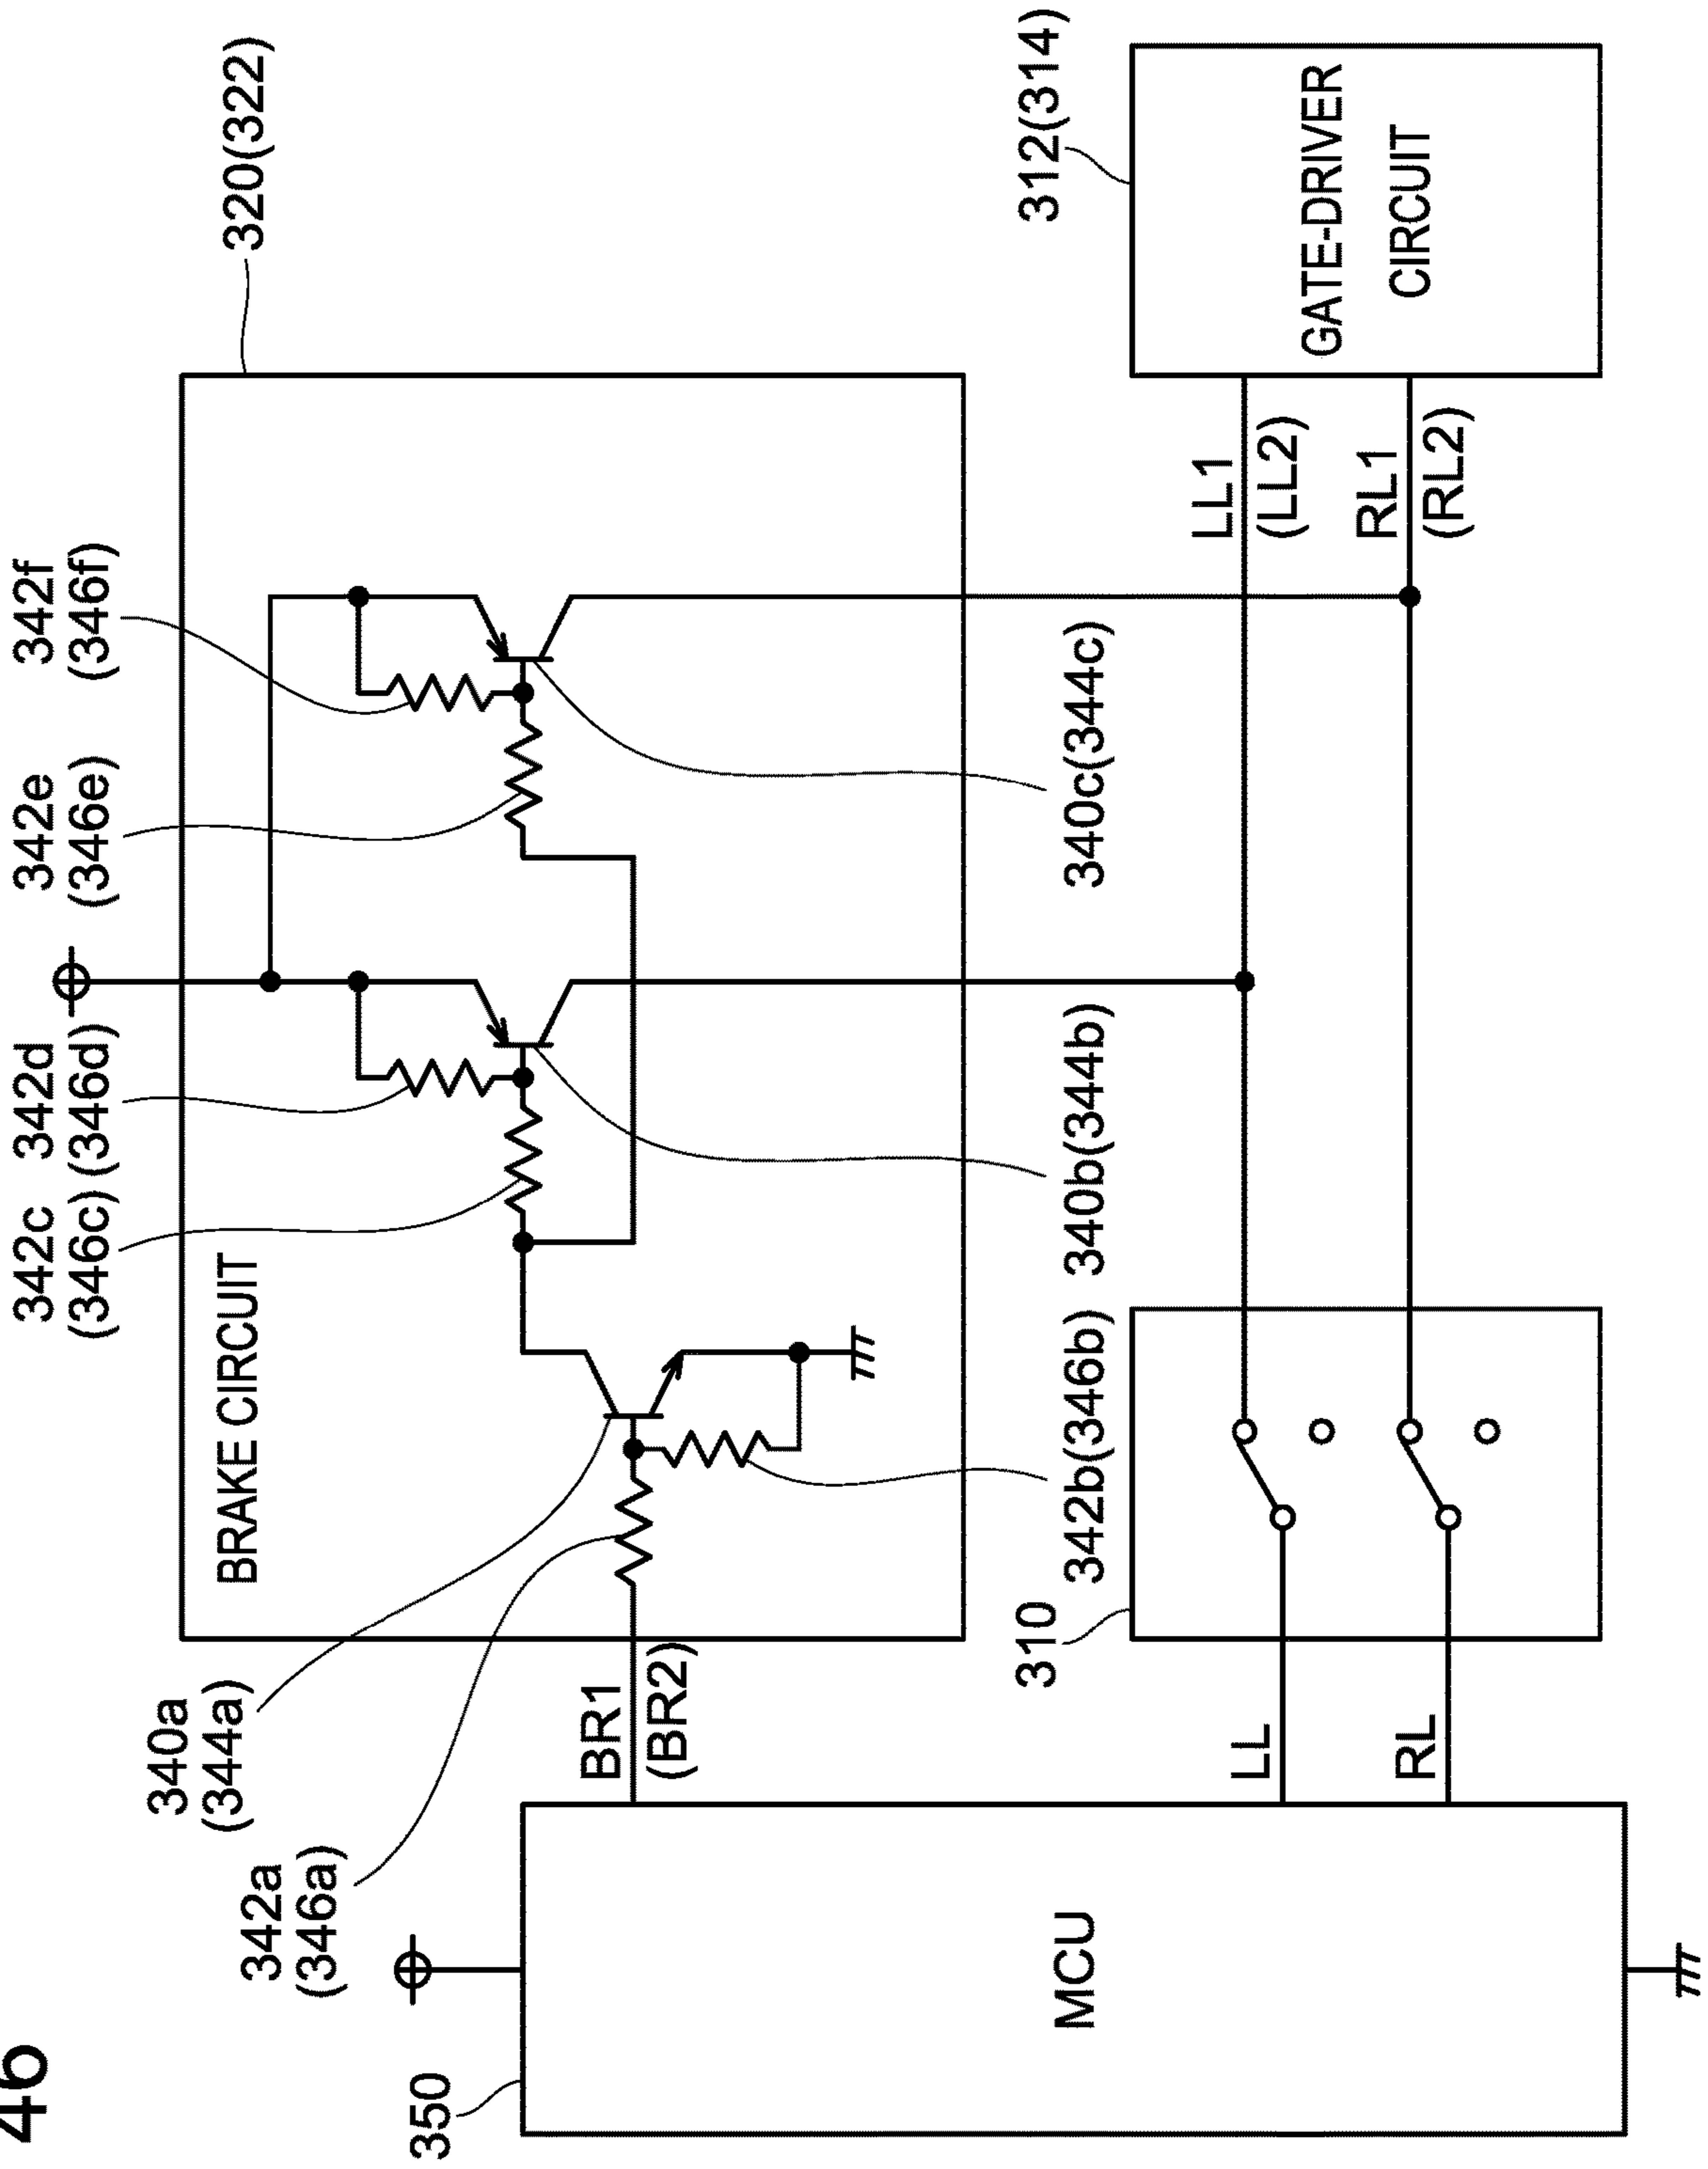 46
342c
(346c)
342d
(346d)
342e
(346e)
342f
(346f)
320(322)
340a
(344a)
342a
(346a)
BRAKE CIRCUIT
350
BR1
(BR2)
MCU
LL
RL
310
342b(346b)
340b(344b)
340c(344c)
LL1
(LL2)
RL1
(RL2)
312(314)
GATE-DRIVER
CIRCUIT